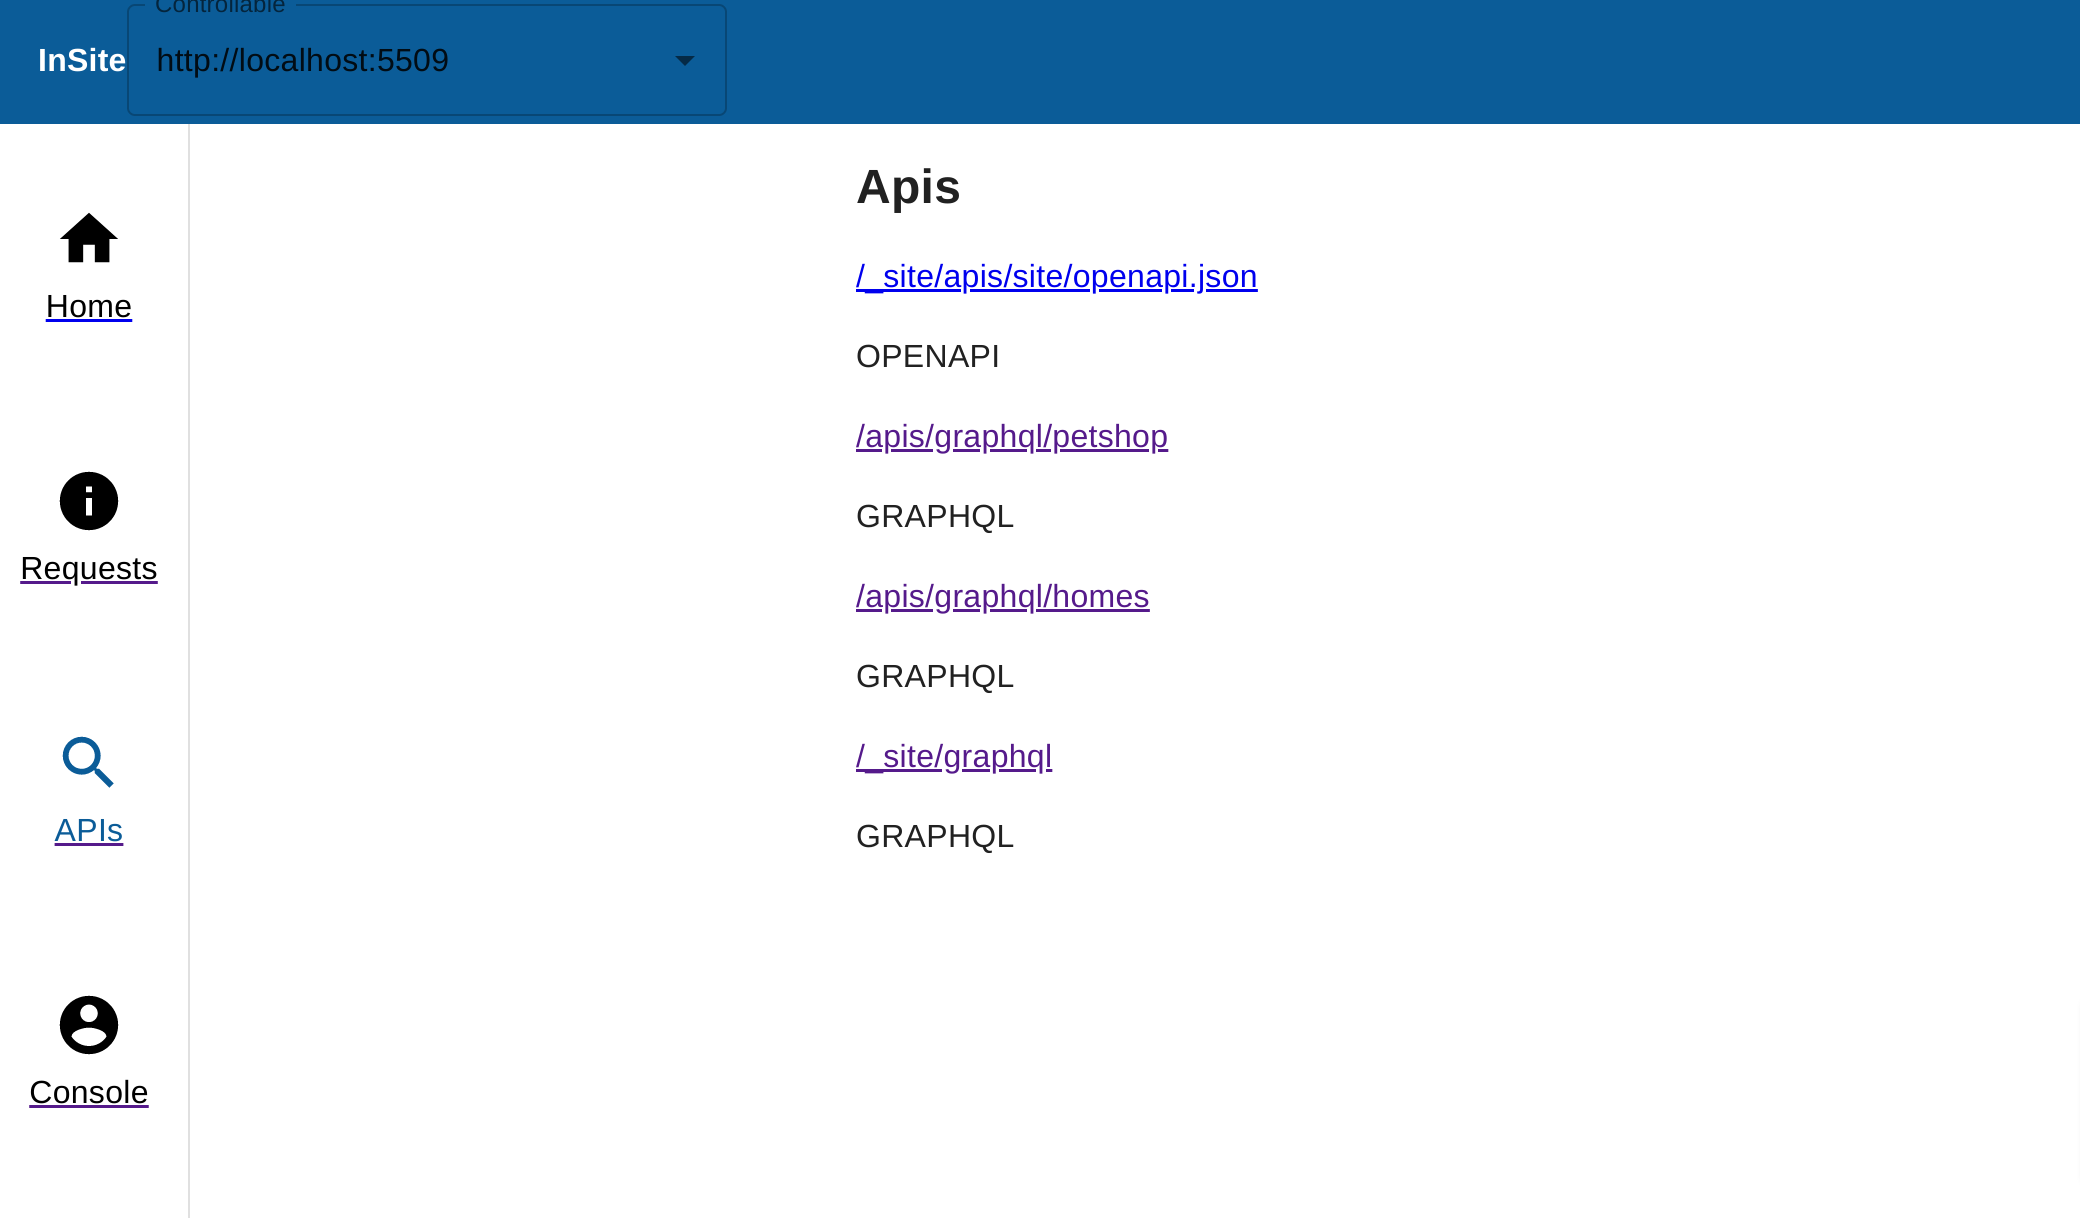 Controllable
InSite
http://localhost:5509
Apis
/_site/apis/site/openapi.json
Home
OPENAPI
/apis/graphql/petshop
GRAPHQL
Requests
/apis/graphql/homes
GRAPHQL
/_site/graphql
APIs
GRAPHQL
Console